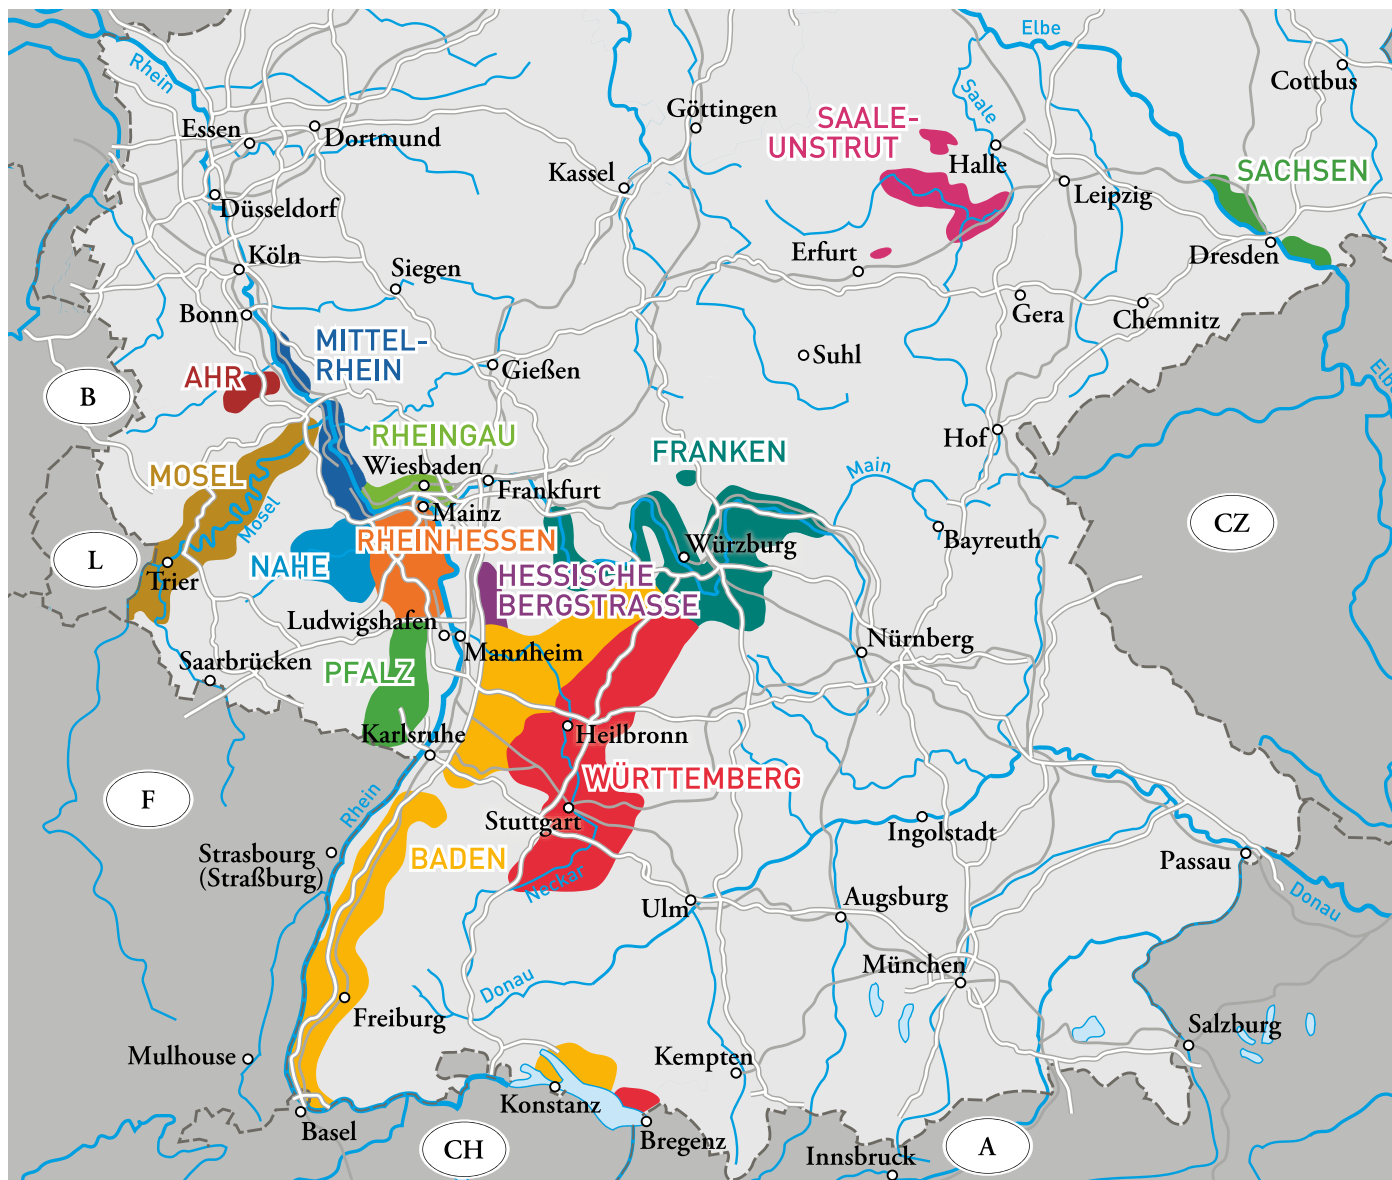 Elbe
Rhein
Cottbus
Göttingen
Saale
SAALE-
UNSTRUT
Essen
Dortmund
Halle
Kassel
SACHSEN
Leipzig
Düsseldorf
Köln
Erfurt
Dresden
Siegen
Bonn
Gera
Chemnitz
MITTEL-
RHEIN
Suhl
Gießen
AHR
Elbe
B
RHEINGAU
Hof
FRANKEN
Wiesbaden
Main
MOSEL
Frankfurt
Mosel
Mainz
CZ
RHEINHESSEN
Würzburg
Bayreuth
L
NAHE
Trier
HESSISCHE
BERGSTRASSE
Ludwigshafen
Nürnberg
Mannheim
Saarbrücken
PFALZ
Karlsruhe
Heilbronn
WÜRTTEMBERG
F
Rhein
Stuttgart
Ingolstadt
Strasbourg
(Straßburg)
BADEN
Passau
Neckar
Donau
Ulm
Augsburg
München
Donau
Freiburg
Salzburg
Mulhouse
Kempten
Konstanz
Basel
Bregenz
CH
A
Innsbruck